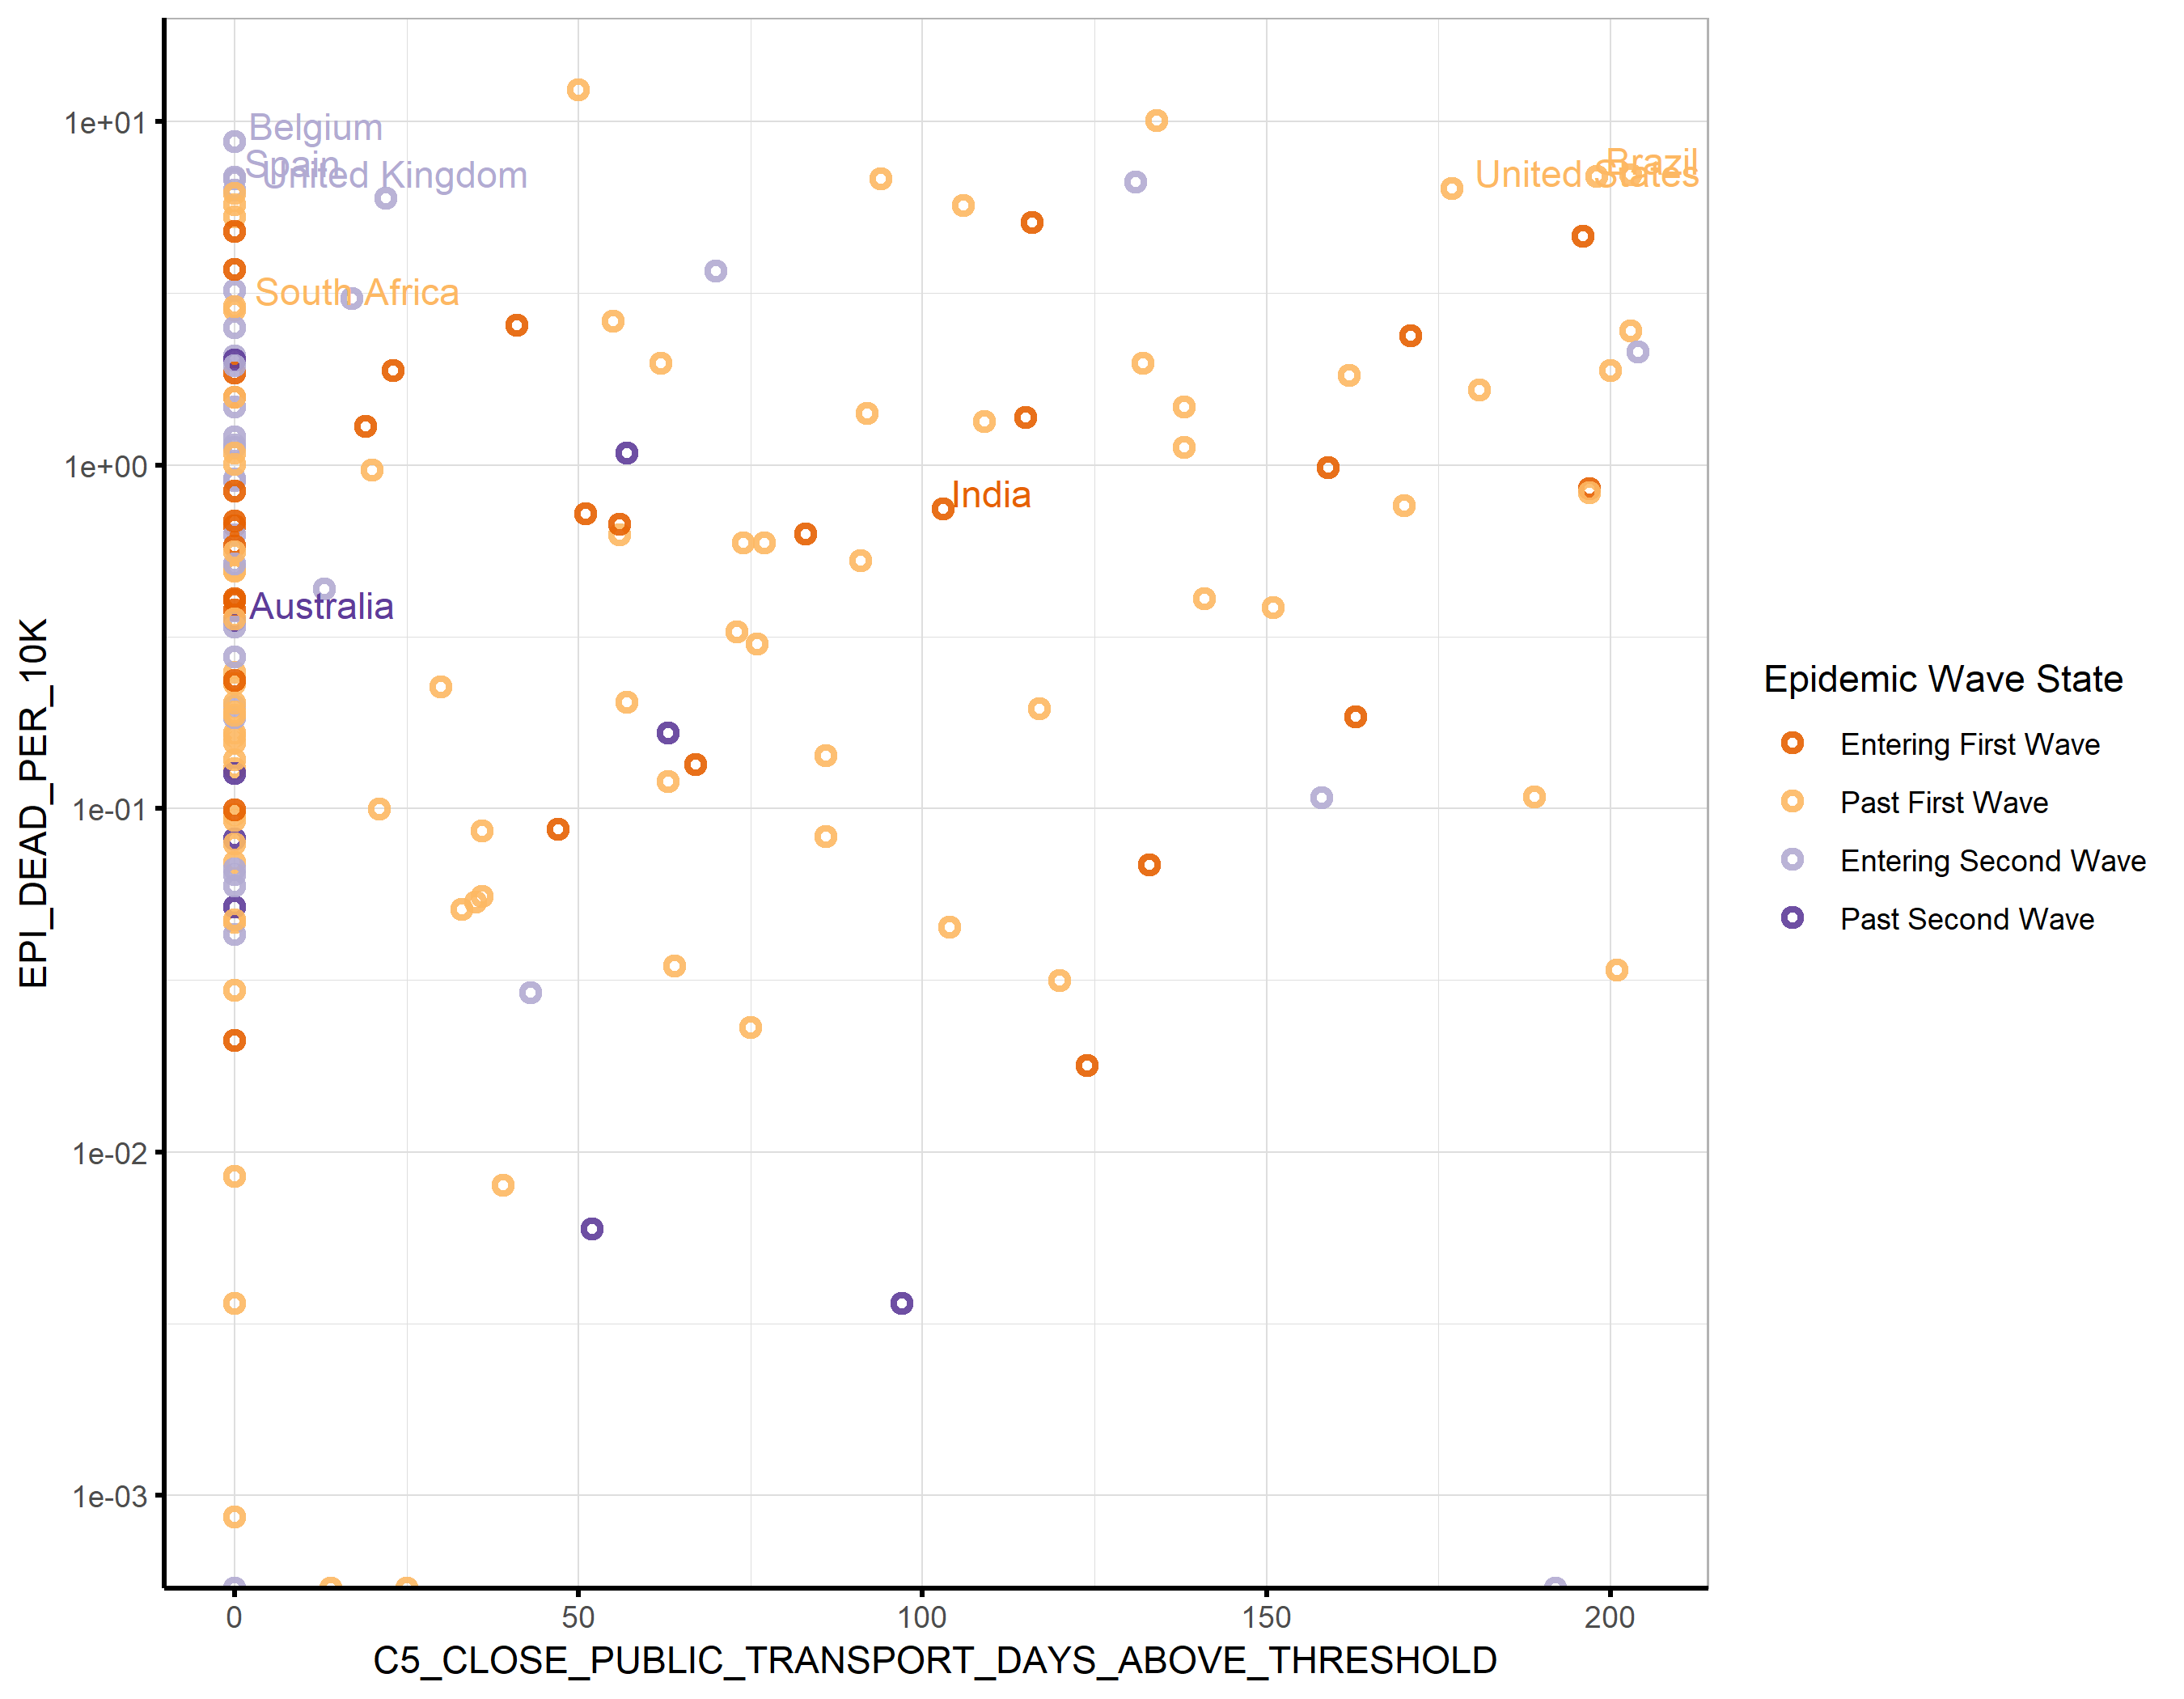 1e+01
1e+00
1e-01
1e-02
1e-03
EPI_DEAD_PER_10K
Belgium
Spain
United Kingdom
Brazil
United States
South Africa
India
Australia
0
50
100
150
200
C5_CLOSE_PUBLIC_TRANSPORT_DAYS_ABOVE_THRESHOLD
Epidemic Wave State
Entering First Wave
Past First Wave
Entering Second Wave
Past Second Wave